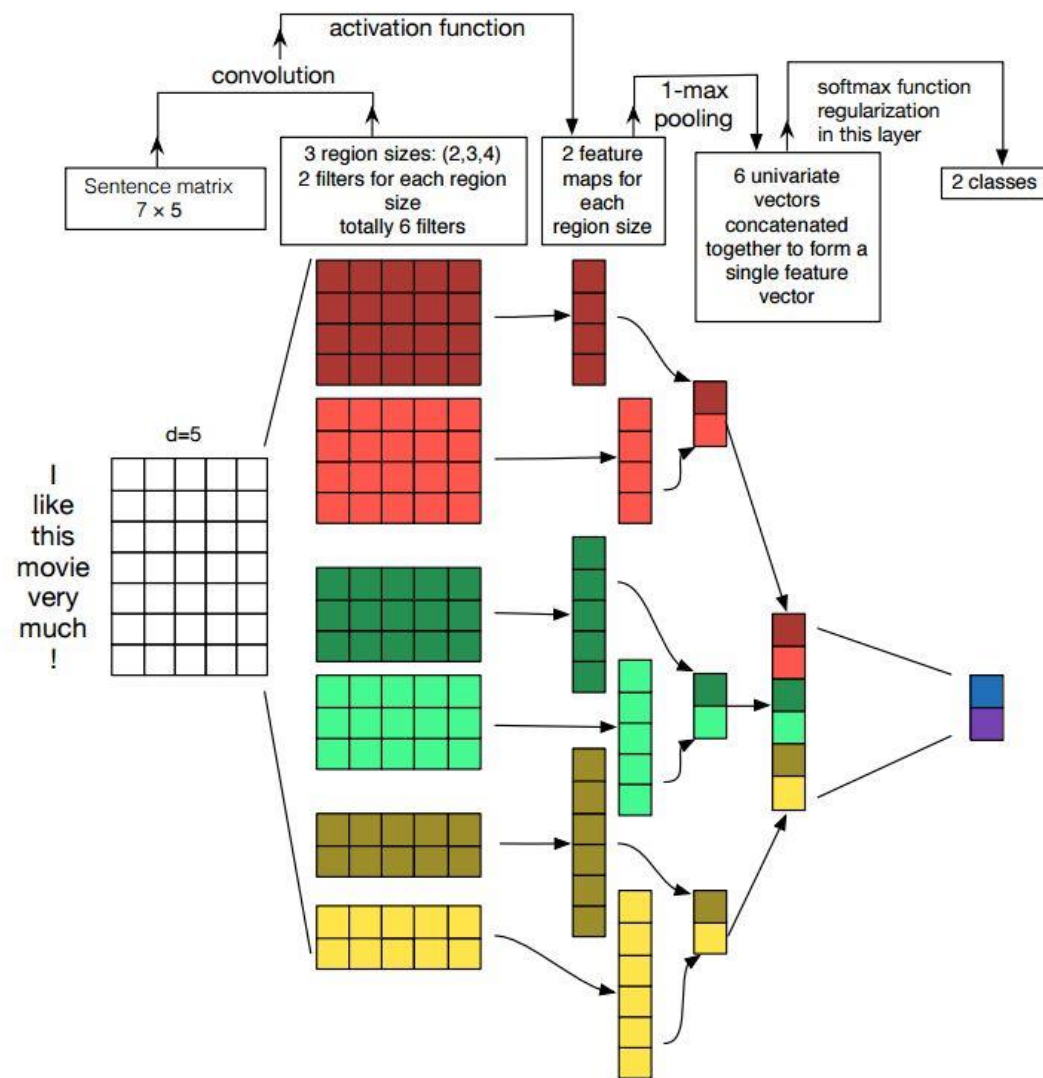 activation function
convolution
1-max
pooling
softmax function
regularization
in this layer
Sentence matrix
7 × 5
3 region sizes: (2,3,4)
2 filters for each region
size
totally 6 filters
2 feature
maps for
each
region size
6 univariate
vectors
concatenated
together to form a
single feature
vector
2 classes
d=5
I
like
this
movie
very
much
!